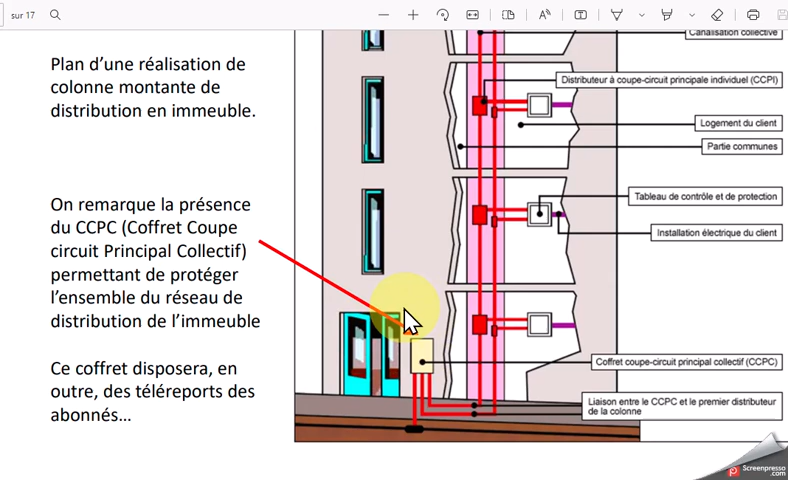 sur 17
Plan d’une réalisation de
colonne montante de
distribution en immeuble.
On remarque la présence
du CCPC (Coffret Coupe
circuit Principal Collectif)
permettant de protéger
l’ensemble du réseau de
distribution de l’immeuble
Ce coffret disposera, en
outre, des téléreports des
abonnés…
Canalisation collective
Distributeur à coupe-circuit principale individuel (CCPI)
Logement du client
Partie communes
Tableau de contrôle et de protection
Installation électrique du client
Coffret coupe-circuit principal collectif (CCPC)
Liaison entre le CCPC et le premier distributeur
de la colonne
Screenpresso
.com